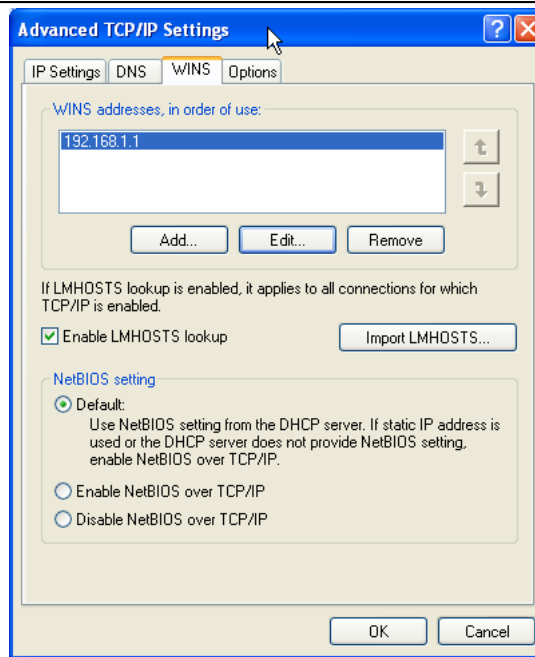 Advanced TCP/IP Settings
IP Settings DNS WINS Options
WINS addresses, in order of use:
192.168.1.1
Add... Edit... Remove
If LMHOSTS lookup is enabled, it applies to all connections for which
TCP/IP is enabled.
Enable LMHOSTS lookup Import LMHOSTS...
NetBIOS setting
Default:
Use NetBIOS setting from the DHCP server. If static IP address is
used or the DHCP server does not provide NetBIOS setting,
enable NetBIOS over TCP/IP.
Enable NetBIOS over TCP/IP
Disable NetBIOS over TCP/IP
OK Cancel